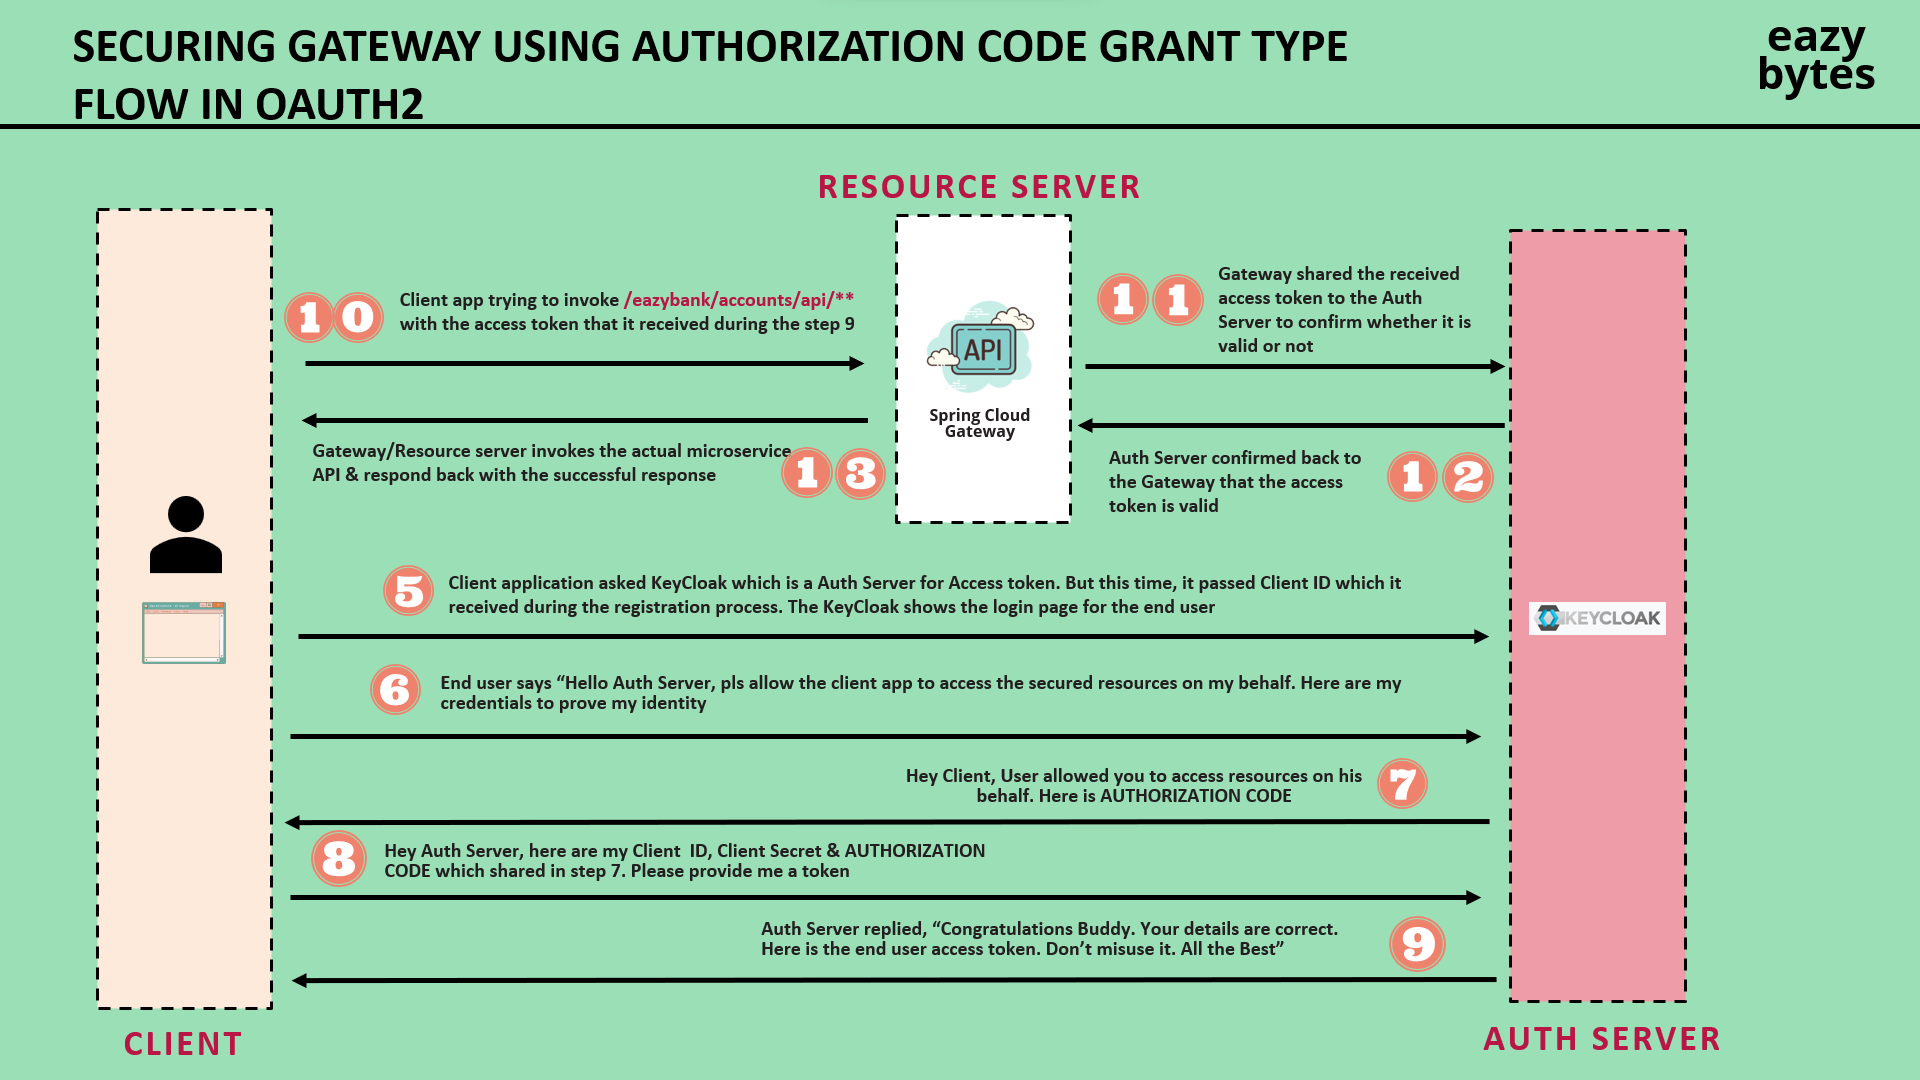 SECURING GATEWAY USING AUTHORIZATION CODE GRANT TYPE
FLOW IN OAUTH2
eazy
bytes
RESOURCE SERVER
10
Client app trying to invoke /eazybank/accounts/api/**
with the access token that it received during the step 9
11
Gateway shared the received
access token to the Auth
Server to confirm whether it is
valid or not
API
Spring Cloud
Gateway
Gateway/Resource server invokes the actual microservice
API & respond back with the successful response
13
Auth Server confirmed back to
the Gateway that the access
token is valid
12
5
Client application asked KeyCloak which is a Auth Server for Access token. But this time, it passed Client ID which it
received during the registration process. The KeyCloak shows the login page for the end user
KEYCLOAK
6
End user says “Hello Auth Server, pls allow the client app to access the secured resources on my behalf. Here are my
credentials to prove my identity
Hey Client, User allowed you to access resources on his
behalf. Here is AUTHORIZATION CODE
7
8
Hey Auth Server, here are my Client  ID, Client Secret & AUTHORIZATION
CODE which shared in step 7. Please provide me a token
Auth Server replied, “Congratulations Buddy. Your details are correct.
Here is the end user access token. Don’t misuse it. All the Best”
9
CLIENT
AUTH SERVER